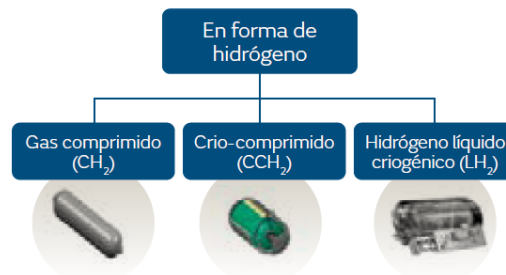 En forma de
hidrógeno
Gas comprimido
(CH₂)
Crio-comprimido
(CCH₂)
Hidrógeno líquido
criogénico (LH₂)